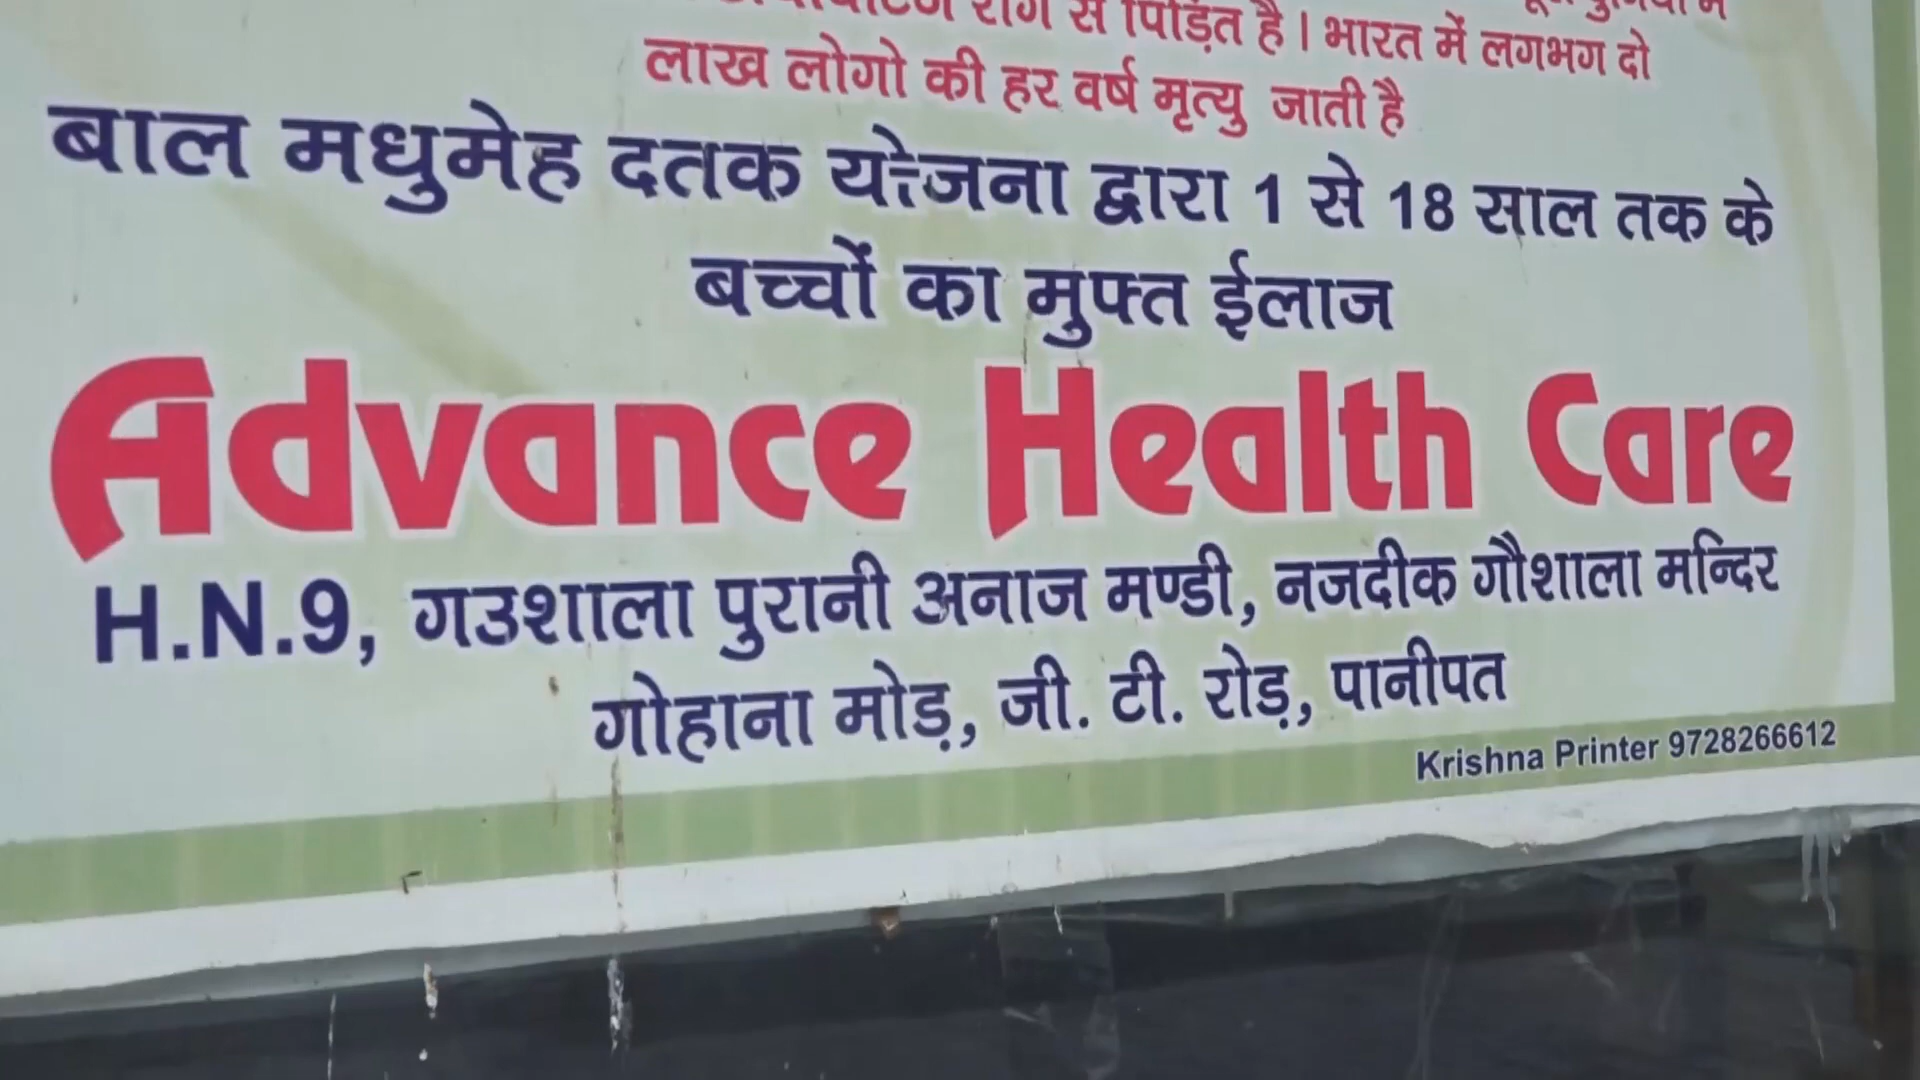 रोग से पिड़ित है । भारत में लगभग दो
लाख लोगो की हर वर्ष मृत्यु जाती है
बाल मधुमेह दतक योजना द्वारा 1 से 18 साल तक के
बच्चों का मुफ्त ईलाज
Advance Health Care
H.N.9, गउशाला पुरानी अनाज मण्डी, नजदीक गौशाला मन्दिर
गोहाना मोड़, जी. टी. रोड़, पानीपत
Krishna Printer 9728266612